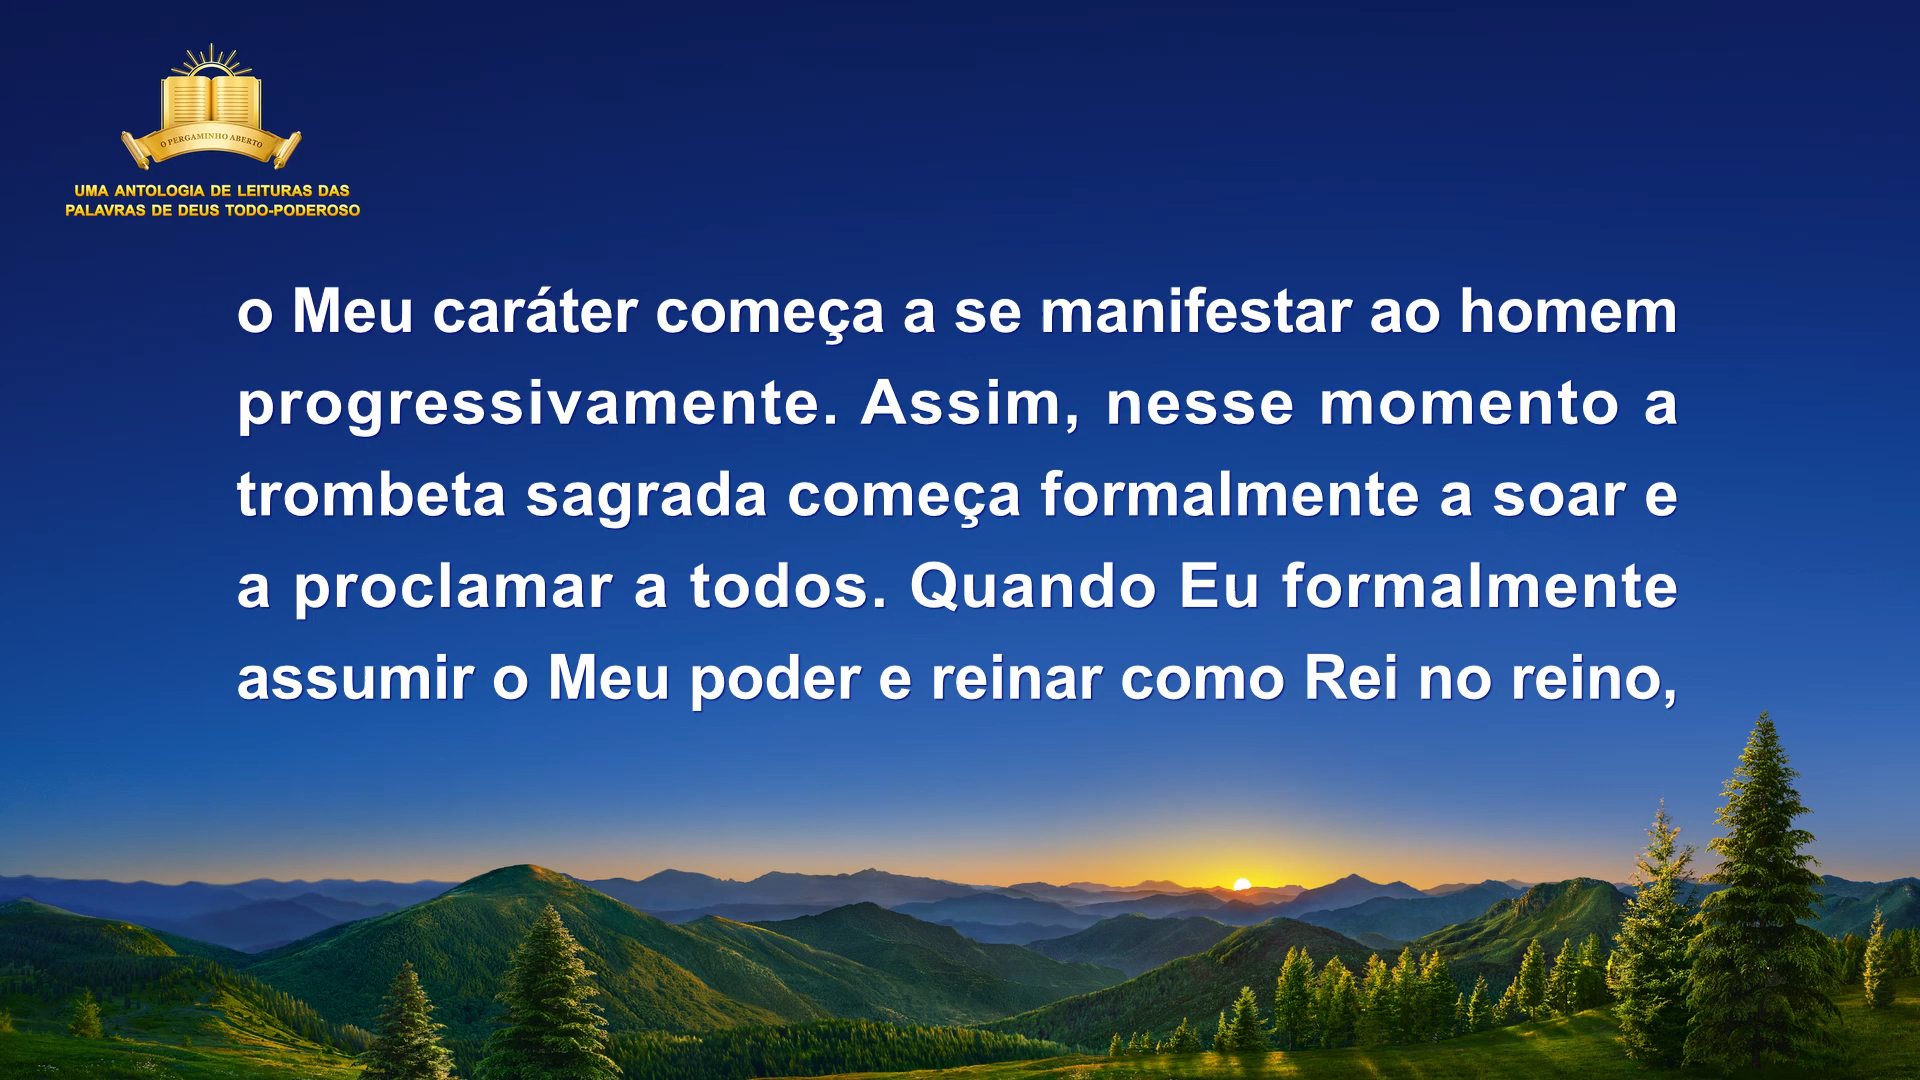 O PERGAMINHO ABERTO
UMA ANTOLOGIA DE LEITURAS DAS
PALAVRAS DE DEUS TODO-PODEROSO
o Meu caráter começa a se manifestar ao homem
progressivamente. Assim, nesse momento a
trombeta sagrada começa formalmente a soar e
a proclamar a todos. Quando Eu formalmente
assumir o Meu poder e reinar como Rei no reino,